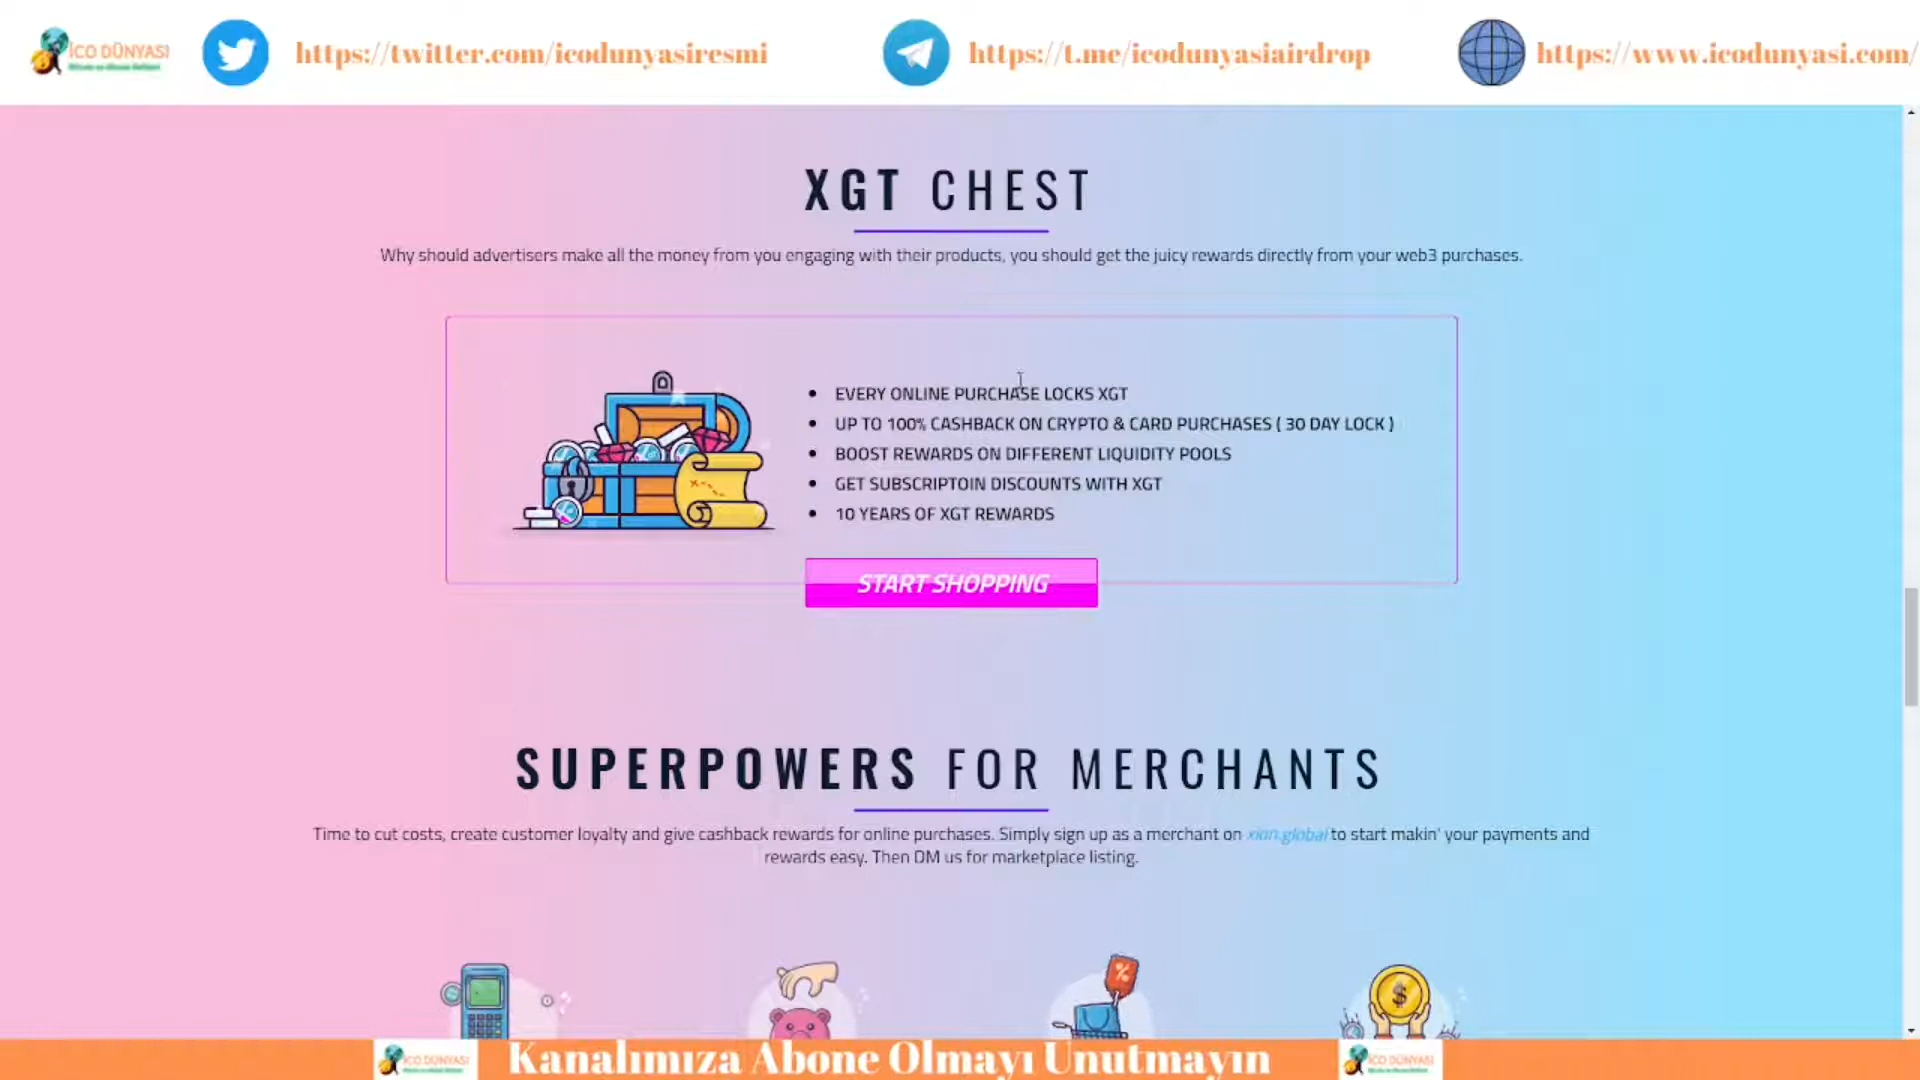 İCO DÜNYASI
https://twitter.com/icodunyasiresmi
https://t.me/icodunyasiairdrop
https://www.icodunyasi.com/
XGT CHEST
Why should advertisers make all the money from you engaging with their products, you should get the juicy rewards directly from your web3 purchases.
• EVERY ONLINE PURCHASE LOCKS XGT
• UP TO 100% CASHBACK ON CRYPTO & CARD PURCHASES ( 30 DAY LOCK )
• BOOST REWARDS ON DIFFERENT LIQUIDITY POOLS
• GET SUBSCRIPTOIN DISCOUNTS WITH XGT
• 10 YEARS OF XGT REWARDS
START SHOPPING
SUPERPOWERS FOR MERCHANTS
Time to cut costs, create customer loyalty and give cashback rewards for online purchases. Simply sign up as a merchant on xion.global to start makin' your payments and
rewards easy. Then DM us for marketplace listing.
İCO DÜNYASI
Kanalımıza Abone Olmayı Unutmayın
İCO DÜNYASI